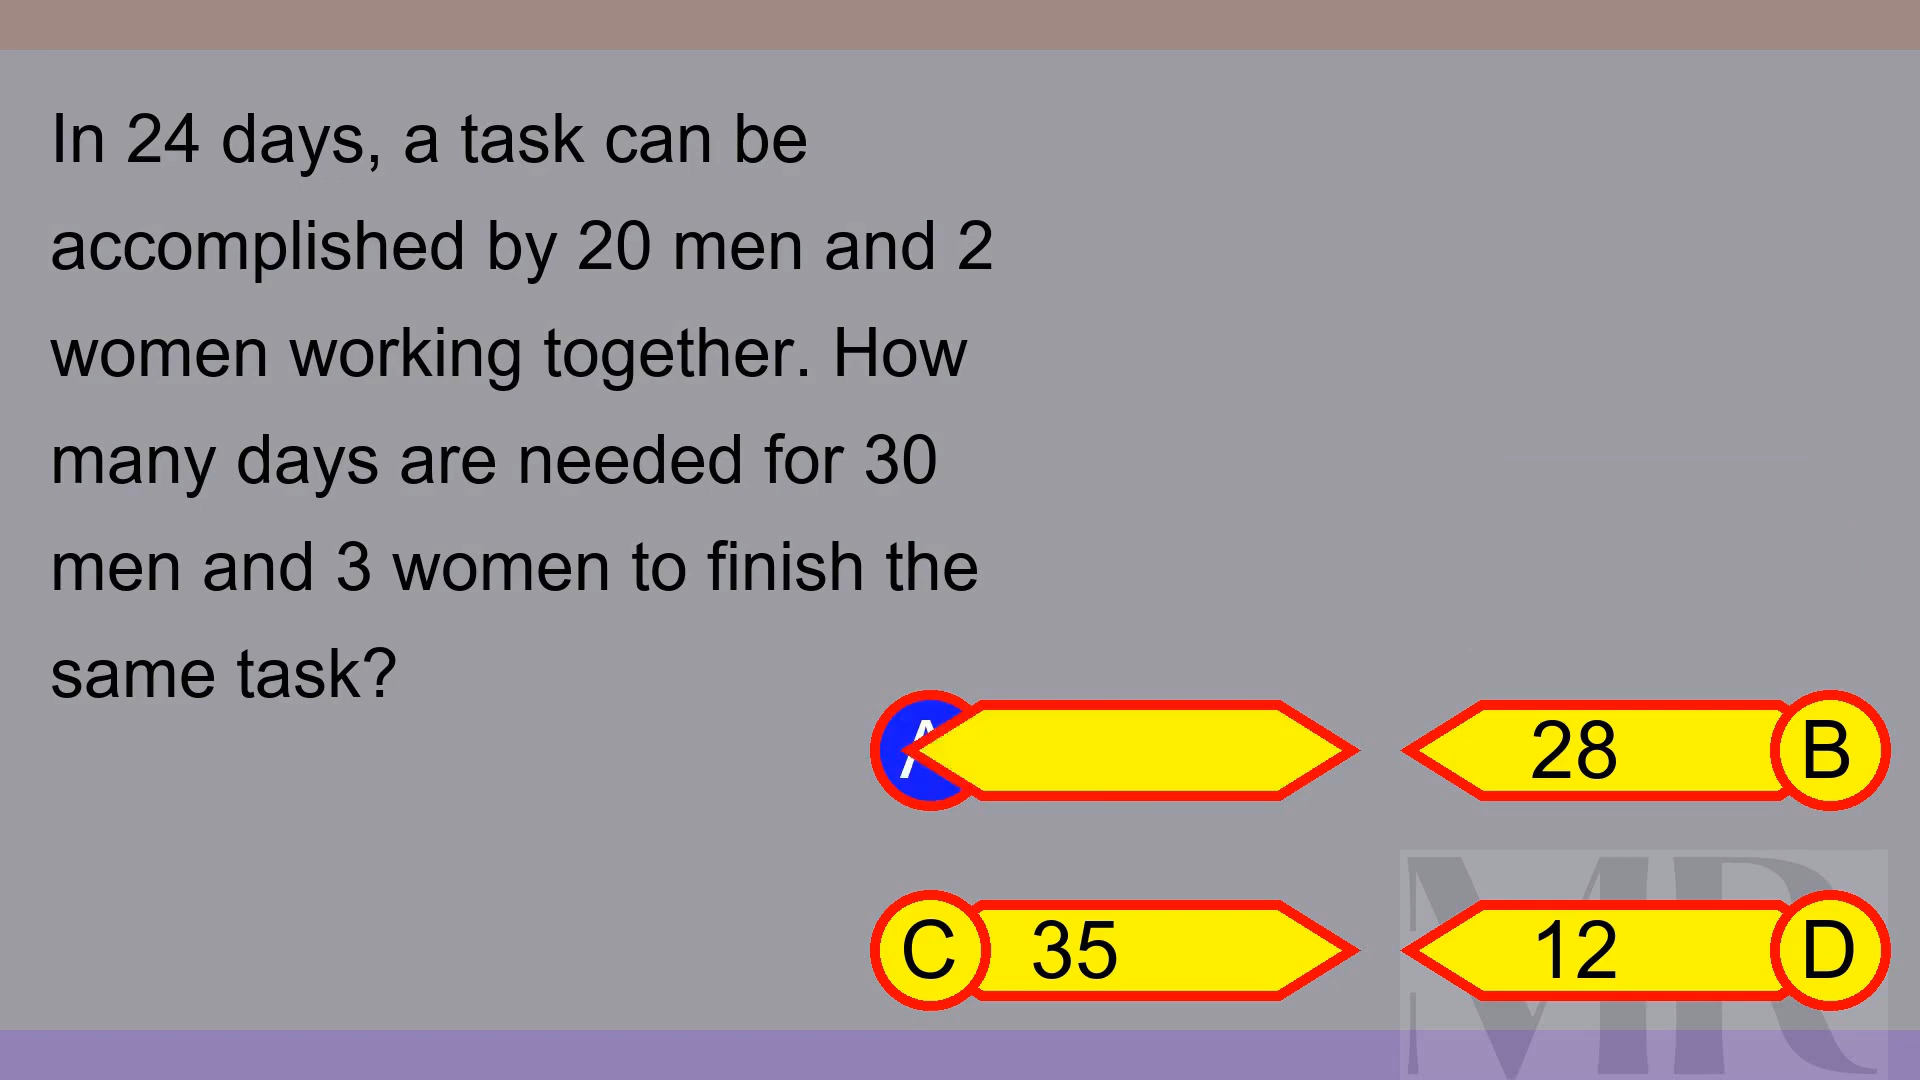 In 24 days, a task can be
accomplished by 20 men and 2
women working together. How
many days are needed for 30
men and 3 women to finish the
same task?
A
28 B
C 35
12 D
MR